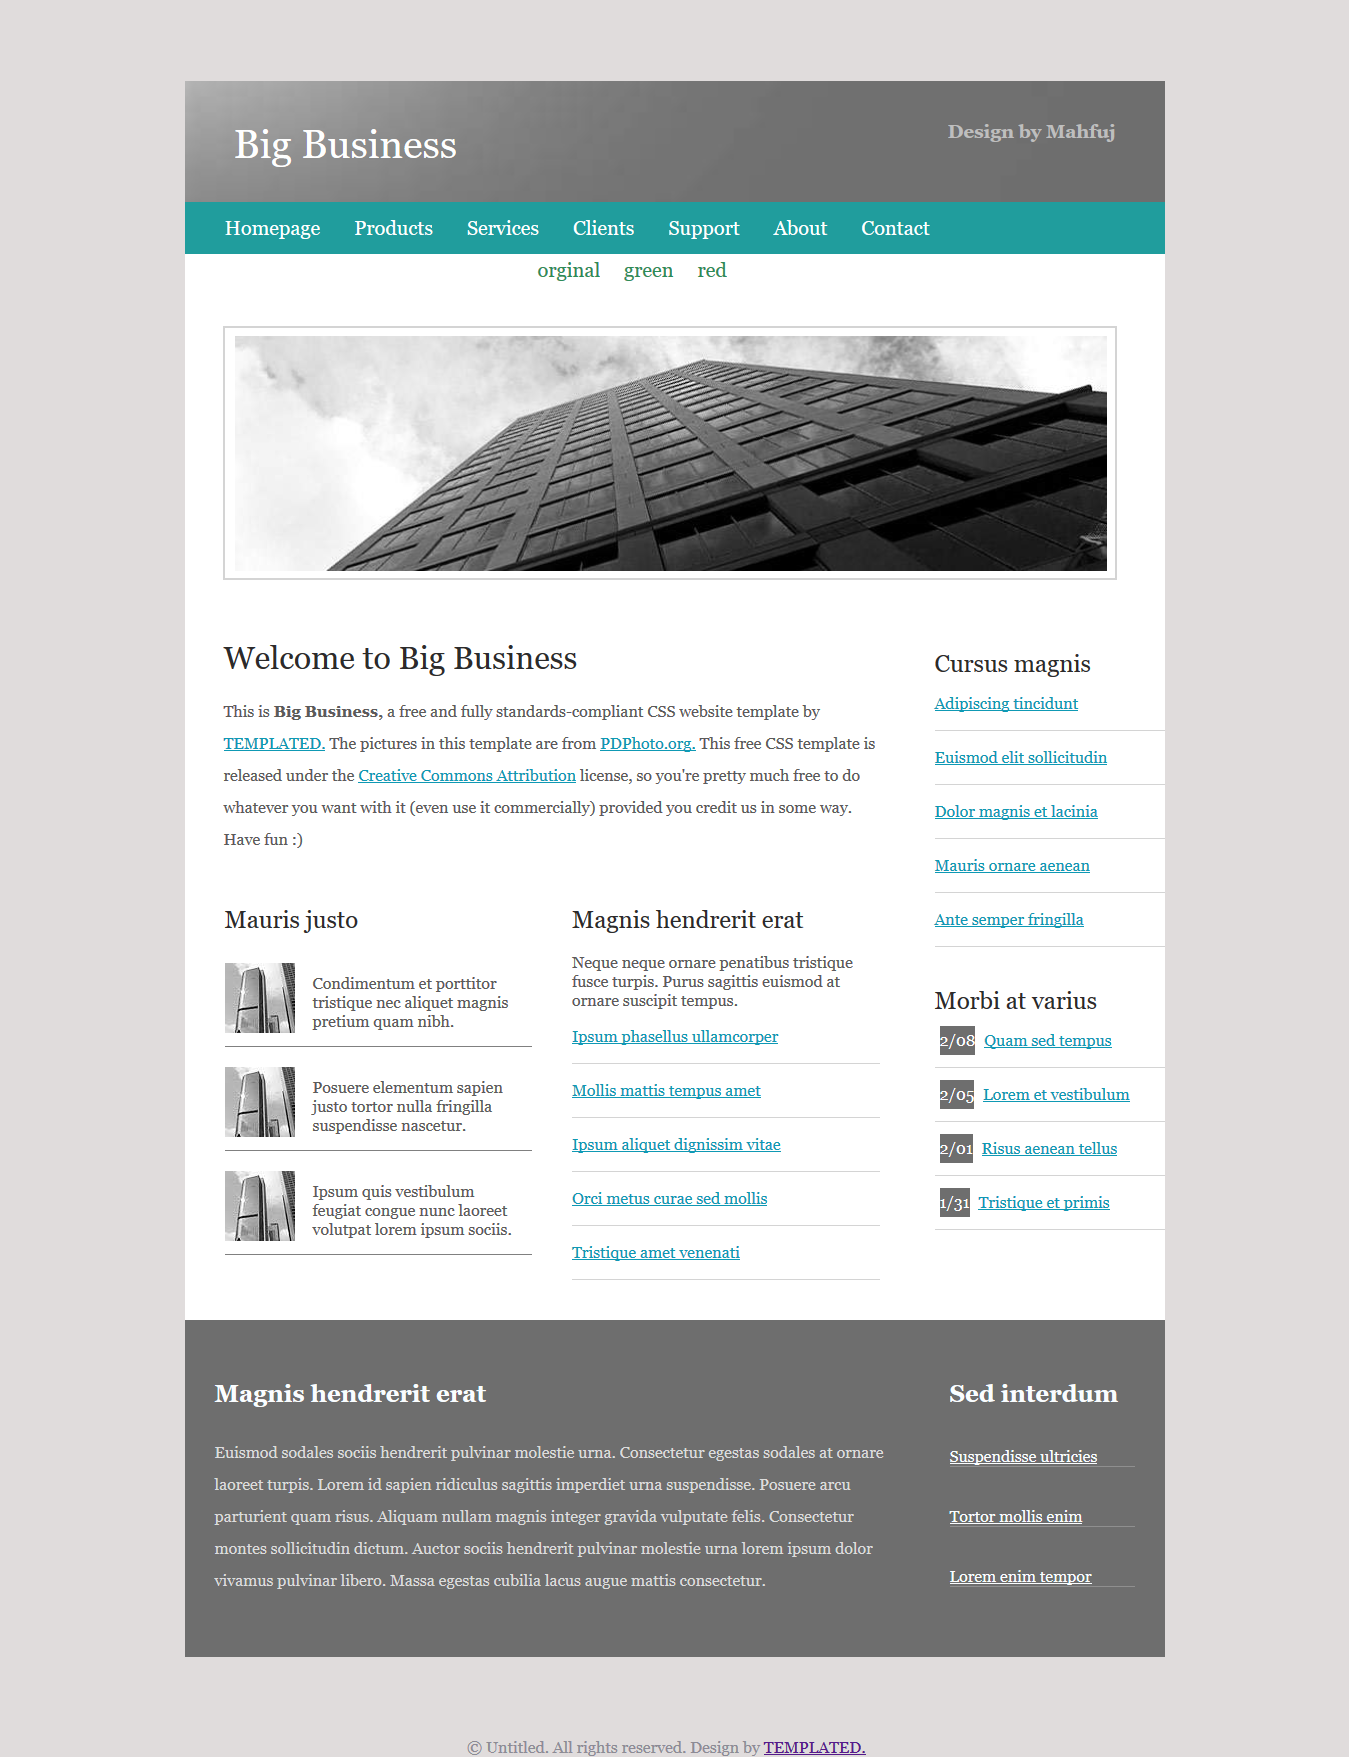 Big Business
Design by Mahfuj
Homepage Products Services Clients Support About Contact
orginal green red
Welcome to Big Business
This is Big Business, a free and fully standards-compliant CSS website template by
TEMPLATED. The pictures in this template are from PDPhoto.org. This free CSS template is
released under the Creative Commons Attribution license, so you're pretty much free to do
whatever you want with it (even use it commercially) provided you credit us in some way.
Have fun :)
Mauris justo
Condimentum et porttitor
tristique nec aliquet magnis
pretium quam nibh.
Posuere elementum sapien
justo tortor nulla fringilla
suspendisse nascetur.
Ipsum quis vestibulum
feugiat congue nunc laoreet
volutpat lorem ipsum sociis.
Magnis hendrerit erat
Neque neque ornare penatibus tristique
fusce turpis. Purus sagittis euismod at
ornare suscipit tempus.
Ipsum phasellus ullamcorper
Mollis mattis tempus amet
Ipsum aliquet dignissim vitae
Orci metus curae sed mollis
Tristique amet venenati
Cursus magnis
Adipiscing tincidunt
Euismod elit sollicitudin
Dolor magnis et lacinia
Mauris ornare aenean
Ante semper fringilla
Morbi at varius
2/08 Quam sed tempus
2/05 Lorem et vestibulum
2/01 Risus aenean tellus
1/31 Tristique et primis
Magnis hendrerit erat
Euismod sodales sociis hendrerit pulvinar molestie urna. Consectetur egestas sodales at ornare
laoreet turpis. Lorem id sapien ridiculus sagittis imperdiet urna suspendisse. Posuere arcu
parturient quam risus. Aliquam nullam magnis integer gravida vulputate felis. Consectetur
montes sollicitudin dictum. Auctor sociis hendrerit pulvinar molestie urna lorem ipsum dolor
vivamus pulvinar libero. Massa egestas cubilia lacus augue mattis consectetur.
Sed interdum
Suspendisse ultricies
Tortor mollis enim
Lorem enim tempor
© Untitled. All rights reserved. Design by TEMPLATED.